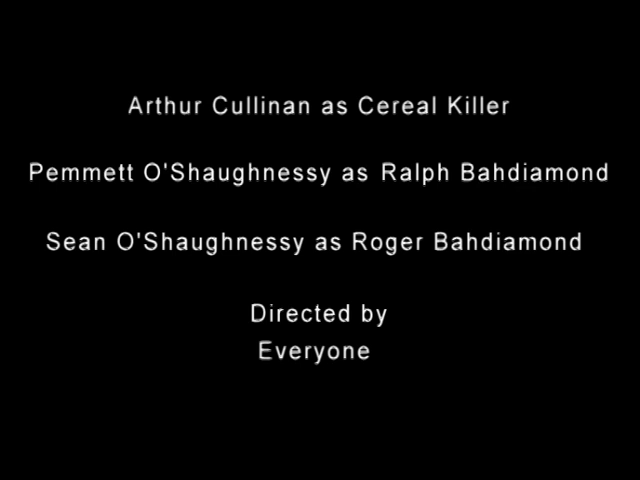 Arthur Cullinan as Cereal Killer
Pemmett O'Shaughnessy as Ralph Bahdiamond
Sean O'Shaughnessy as Roger Bahdiamond
Directed by
Everyone